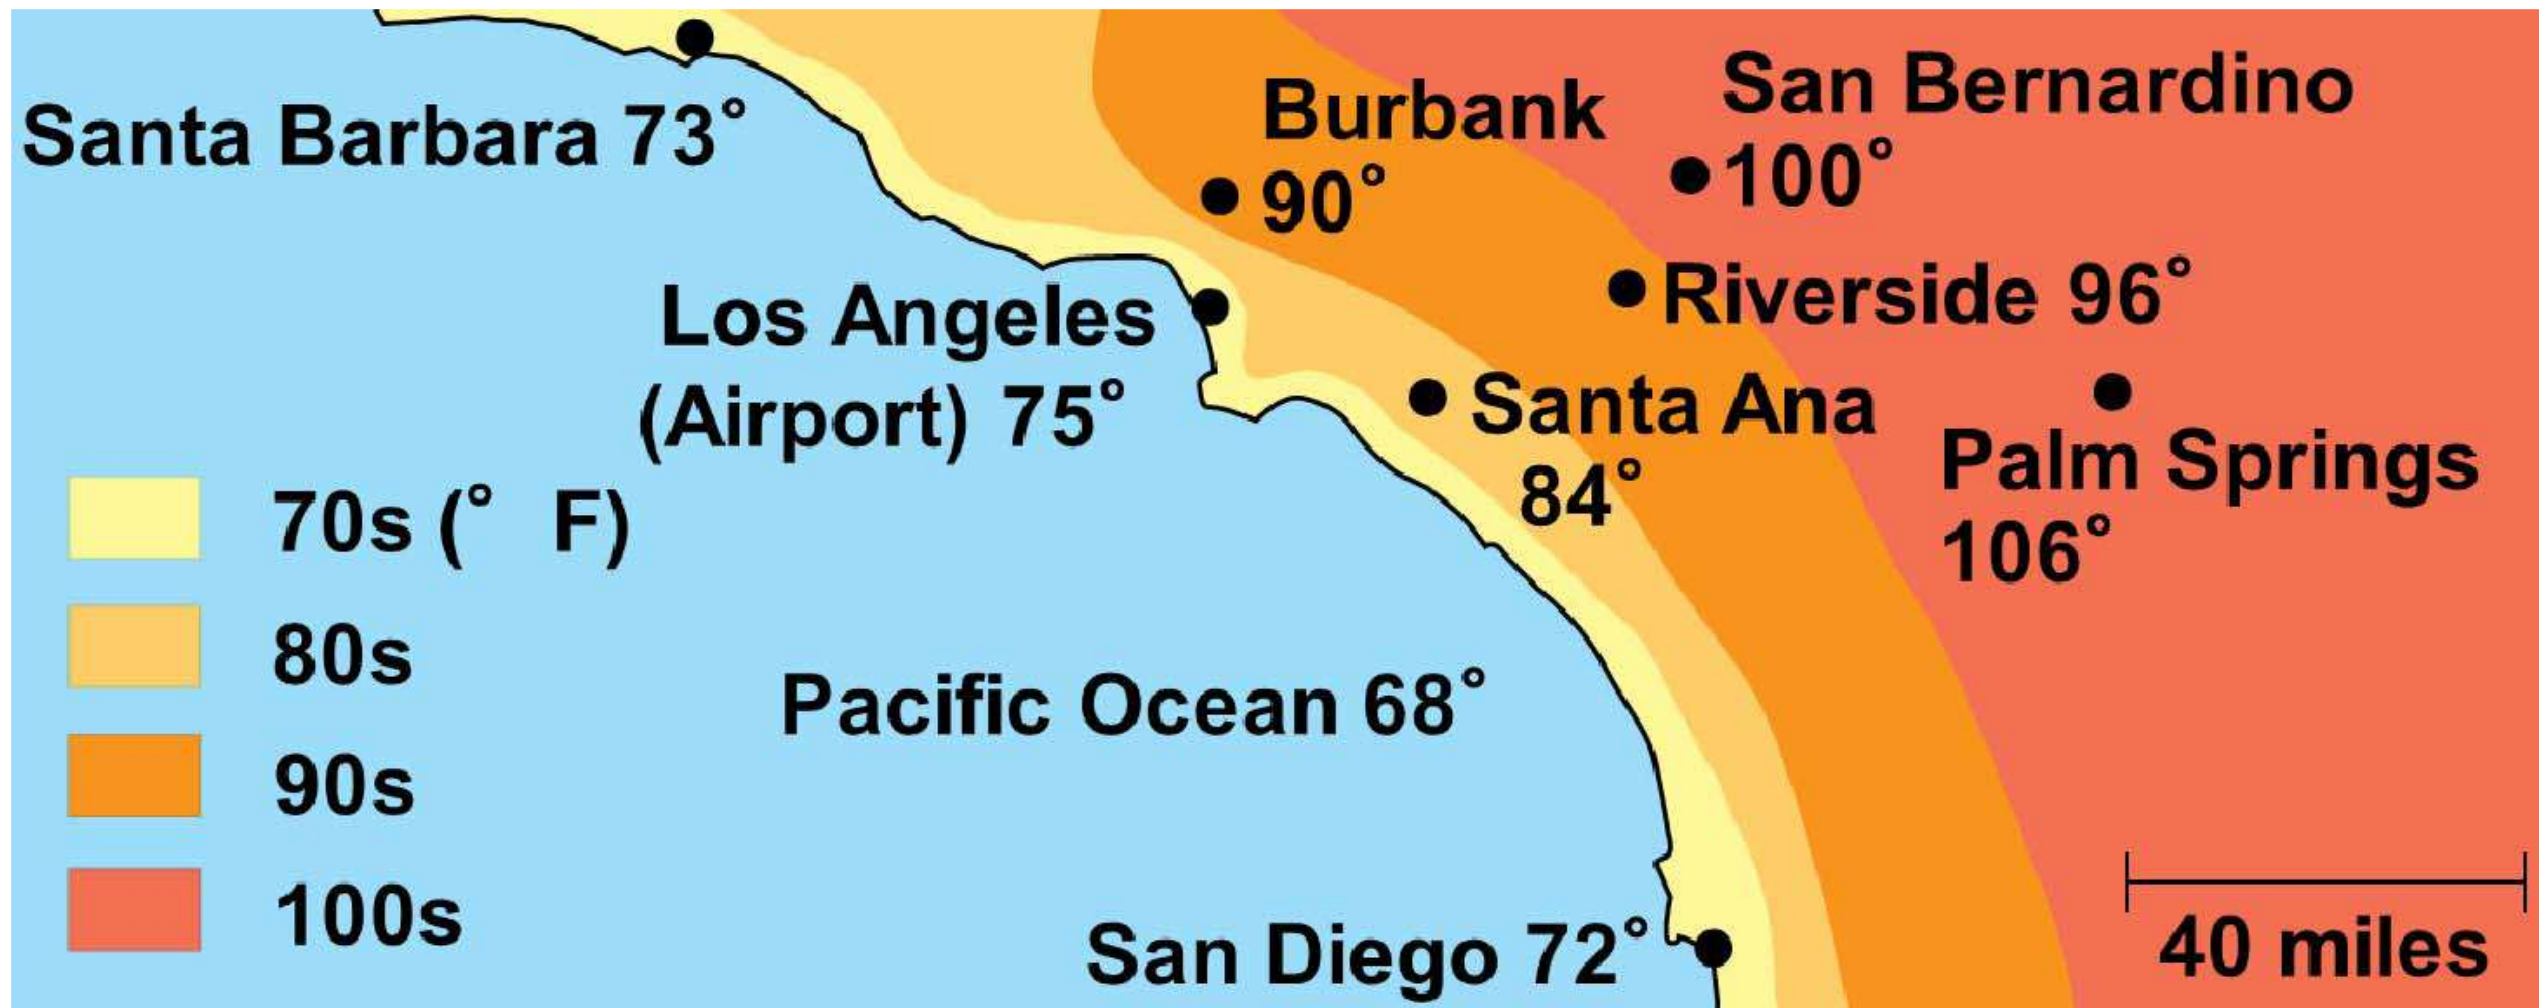 Santa Barbara 73°
Burbank
90°
San Bernardino
100°
Los Angeles
(Airport) 75°
Riverside 96°
Santa Ana
84°
Palm Springs
106°
Pacific Ocean 68°
San Diego 72°
70s (° F)
80s
90s
100s
40 miles